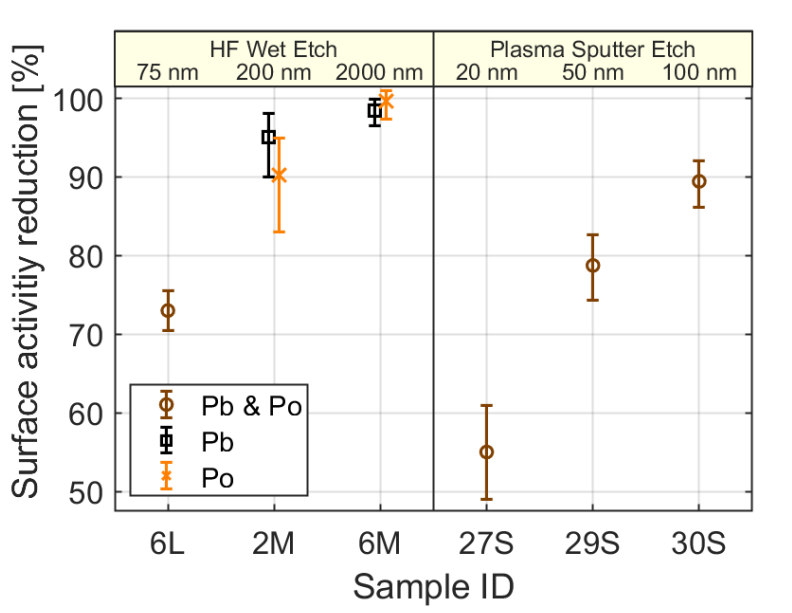 HF Wet Etch
Plasma Sputter Etch
75 nm 200 nm 2000 nm 20 nm 50 nm 100 nm
Surface activitiy reduction [%]
100
90
80
70
60
50
Pb & Po
Pb
Po
6L 2M 6M 27S 29S 30S
Sample ID